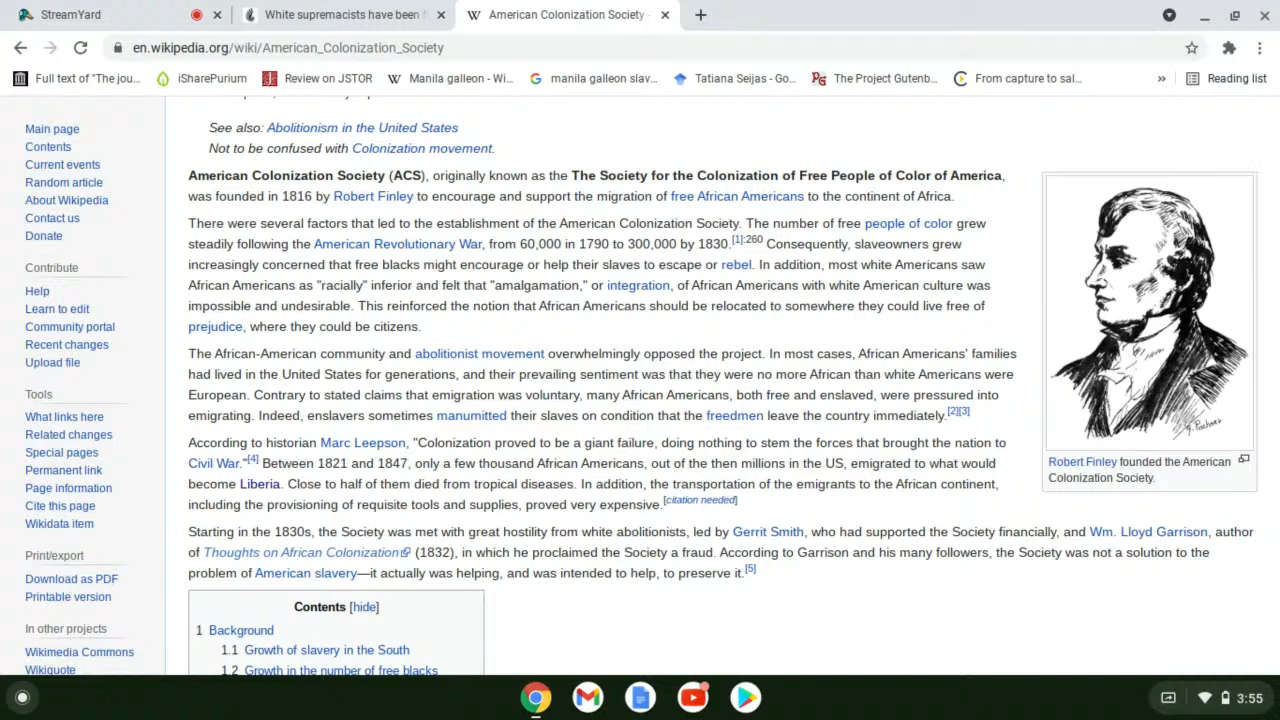 StreamYard
White supremacists have been f
American Colonization Society -
en.wikipedia.org/wiki/American_Colonization_Society
Full text of "The jou...
iSharePurium
Review on JSTOR
Manila galleon - Wi...
manila galleon slav...
Tatiana Seijas - Go...
The Project Gutenb...
From capture to sal...
»
Reading list
Main page
Contents
Current events
Random article
About Wikipedia
Contact us
Donate
Contribute
Help
Learn to edit
Community portal
Recent changes
Upload file
Tools
What links here
Related changes
Special pages
Permanent link
Page information
Cite this page
Wikidata item
Print/export
Download as PDF
Printable version
In other projects
Wikimedia Commons
Wikiquote
See also: Abolitionism in the United States
Not to be confused with Colonization movement.
American Colonization Society (ACS), originally known as the The Society for the Colonization of Free People of Color of America,
was founded in 1816 by Robert Finley to encourage and support the migration of free African Americans to the continent of Africa.
There were several factors that led to the establishment of the American Colonization Society. The number of free people of color grew
steadily following the American Revolutionary War, from 60,000 in 1790 to 300,000 by 1830.[1]:260 Consequently, slaveowners grew
increasingly concerned that free blacks might encourage or help their slaves to escape or rebel. In addition, most white Americans saw
African Americans as "racially" inferior and felt that "amalgamation," or integration, of African Americans with white American culture was
impossible and undesirable. This reinforced the notion that African Americans should be relocated to somewhere they could live free of
prejudice, where they could be citizens.
The African-American community and abolitionist movement overwhelmingly opposed the project. In most cases, African Americans' families
had lived in the United States for generations, and their prevailing sentiment was that they were no more African than white Americans were
European. Contrary to stated claims that emigration was voluntary, many African Americans, both free and enslaved, were pressured into
emigrating. Indeed, enslavers sometimes manumitted their slaves on condition that the freedmen leave the country immediately.[2][3]
According to historian Marc Leepson, "Colonization proved to be a giant failure, doing nothing to stem the forces that brought the nation to
Civil War."[4] Between 1821 and 1847, only a few thousand African Americans, out of the then millions in the US, emigrated to what would
become Liberia. Close to half of them died from tropical diseases. In addition, the transportation of the emigrants to the African continent,
including the provisioning of requisite tools and supplies, proved very expensive.[citation needed]
Starting in the 1830s, the Society was met with great hostility from white abolitionists, led by Gerrit Smith, who had supported the Society financially, and Wm. Lloyd Garrison, author
of Thoughts on African Colonization (1832), in which he proclaimed the Society a fraud. According to Garrison and his many followers, the Society was not a solution to the
problem of American slavery—it actually was helping, and was intended to help, to preserve it.[5]
Robert Finley founded the American
Colonization Society.
Contents [hide]
1 Background
1.1 Growth of slavery in the South
1.2 Growth in the number of free blacks
3:55